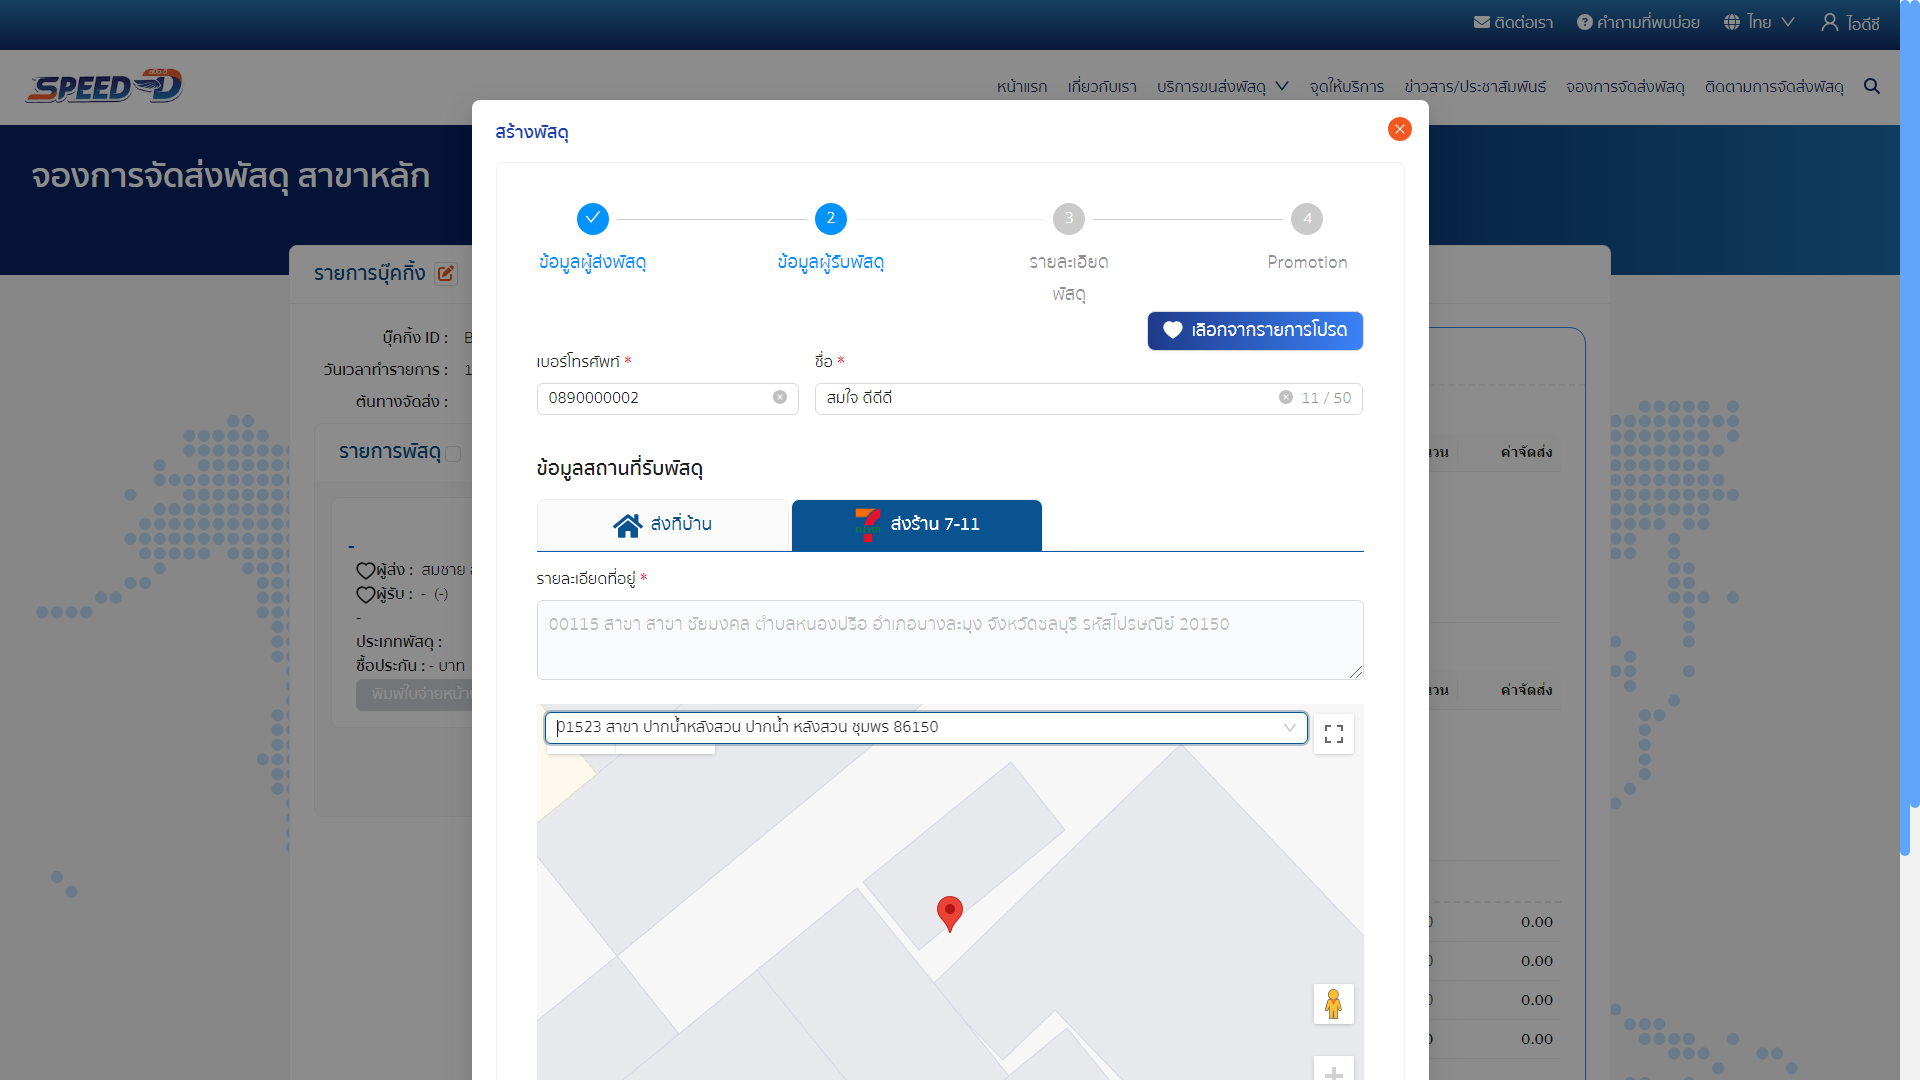 ติดต่อเรา คำถามที่พบบ่อย ไทย ไอดีซี
SPEED-D
หน้าแรก เกี่ยวกับเรา บริการขนส่งพัสดุ จุดให้บริการ ข่าวสาร/ประชาสัมพันธ์ จองการจัดส่งพัสดุ ติดตามการจัดส่งพัสดุ
จองการจัดส่งพัสดุ สาขาหลัก
สร้างพัสดุ
2 3 4
ข้อมูลผู้ส่งพัสดุ ข้อมูลผู้รับพัสดุ รายละเอียด Promotion
พัสดุ
เลือกจากรายการโปรด
เบอร์โทรศัพท์ * ชื่อ *
0890000002 สมใจ ดีดีดี 11 / 50
ข้อมูลสถานที่รับพัสดุ
ส่งที่บ้าน ส่งร้าน 7-11
รายละเอียดที่อยู่ *
00115 สาขา สาขา ชัยมงคล ตำบลหนองปรือ อำเภอบางละมุง จังหวัดชลบุรี รหัสไปรษณีย์ 20150
01523 สาขา ปากน้ำหลังสวน ปากน้ำ หลังสวน ชุมพร 86150
รายการบุ๊คกิ้ง
บุ๊คกิ้ง ID : B
วันเวลาทำรายการ : 1
ต้นทางจัดส่ง :
รายการพัสดุ
-
ผู้ส่ง : สมชาย
ผู้รับ : - (-)
-
ประเภทพัสดุ :
ซื้อประกัน : - บาท
พิมพ์ใบจ่ายหน้า
ค่าจัดส่ง
ค่าจัดส่ง
0.00
0.00
0.00
0.00